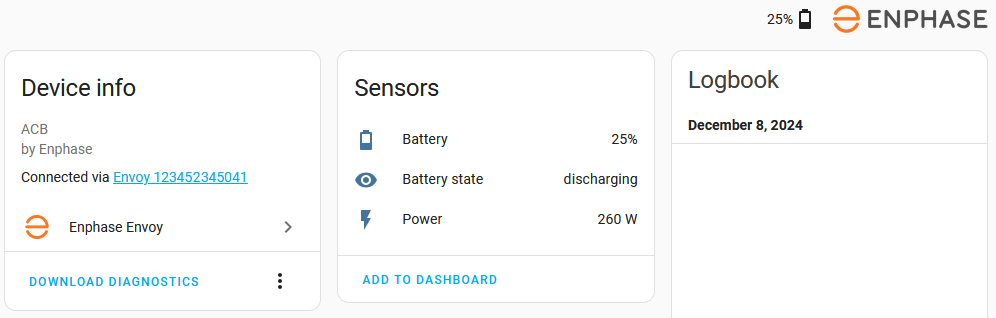 25%
ENPHASE
Device info
ACB
by Enphase
Connected via Envoy 123452345041
Enphase Envoy
DOWNLOAD DIAGNOSTICS
Sensors
Battery 25%
Battery state discharging
Power 260 W
ADD TO DASHBOARD
Logbook
December 8, 2024